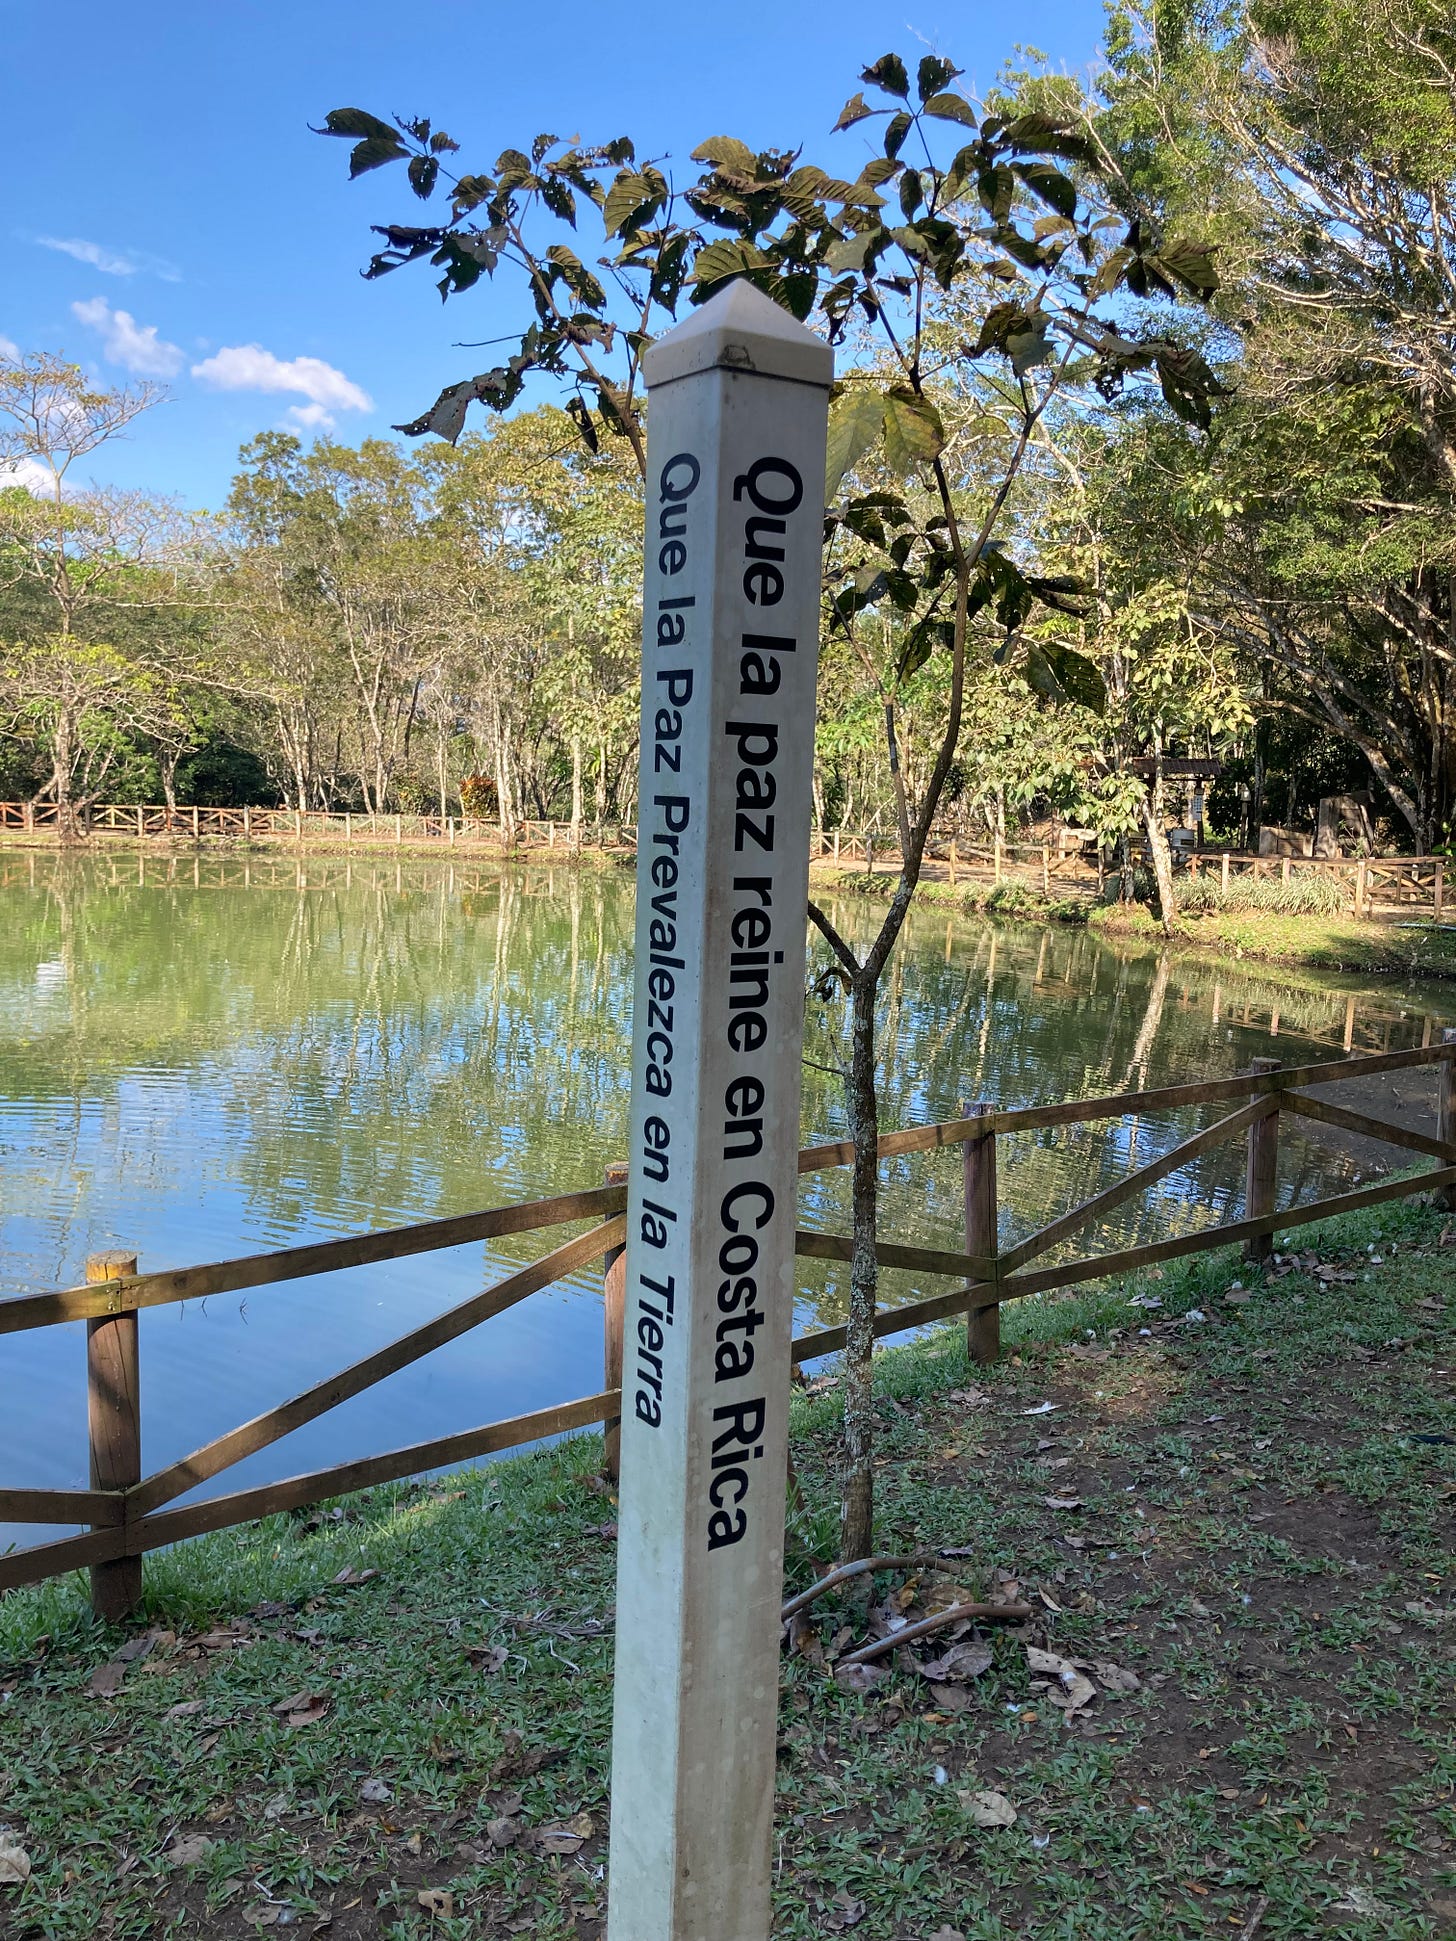 Que la Paz Prevalezca en la Tierra
Que la paz reine en Costa Rica